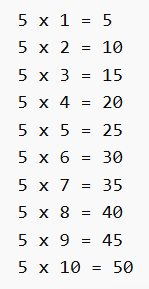 5 x 1 = 5
5 x 2 = 10
5 x 3 = 15
5 x 4 = 20
5 x 5 = 25
5 x 6 = 30
5 x 7 = 35
5 x 8 = 40
5 x 9 = 45
5 x 10 = 50